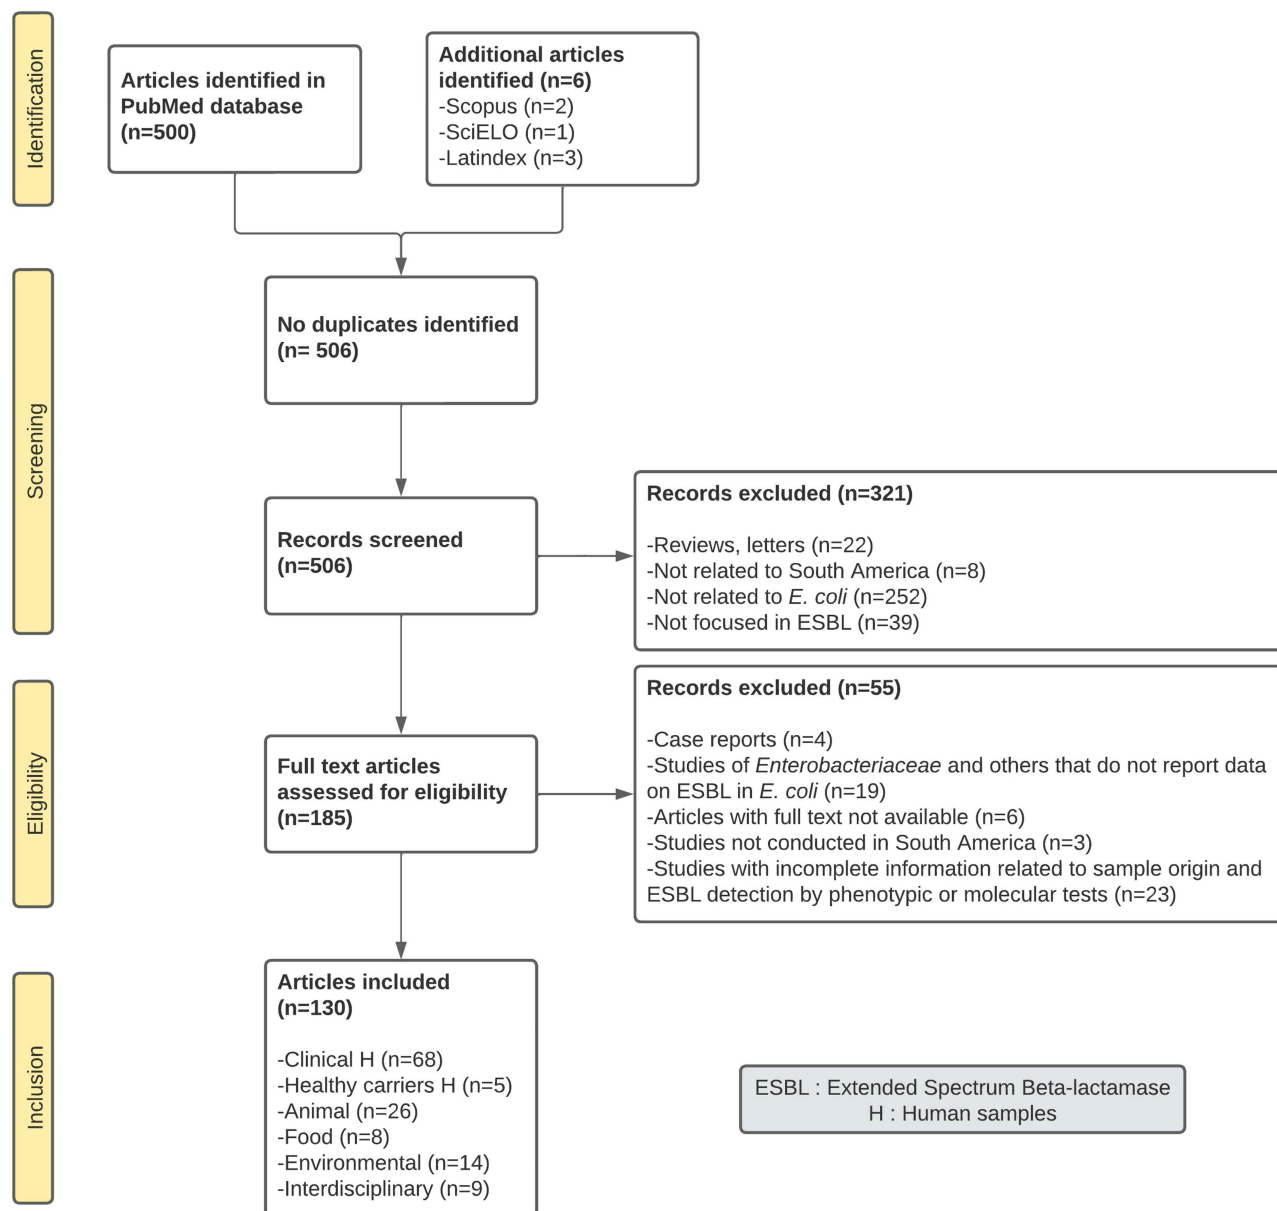 Identification
Articles identified in
PubMed database
(n=500)
Additional articles
identified (n=6)
-Scopus (n=2)
-SciELO (n=1)
-Latindex (n=3)
Screening
No duplicates identified
(n= 506)
Records screened
(n=506)
Records excluded (n=321)
-Reviews, letters (n=22)
-Not related to South America (n=8)
-Not related to E. coli (n=252)
-Not focused in ESBL (n=39)
Eligibility
Full text articles
assessed for eligibility
(n=185)
Records excluded (n=55)
-Case reports (n=4)
-Studies of Enterobacteriaceae and others that do not report data
on ESBL in E. coli (n=19)
-Articles with full text not available (n=6)
-Studies not conducted in South America (n=3)
-Studies with incomplete information related to sample origin and
ESBL detection by phenotypic or molecular tests (n=23)
Inclusion
Articles included
(n=130)
-Clinical H (n=68)
-Healthy carriers H (n=5)
-Animal (n=26)
-Food (n=8)
-Environmental (n=14)
-Interdisciplinary (n=9)
ESBL : Extended Spectrum Beta-lactamase
H : Human samples